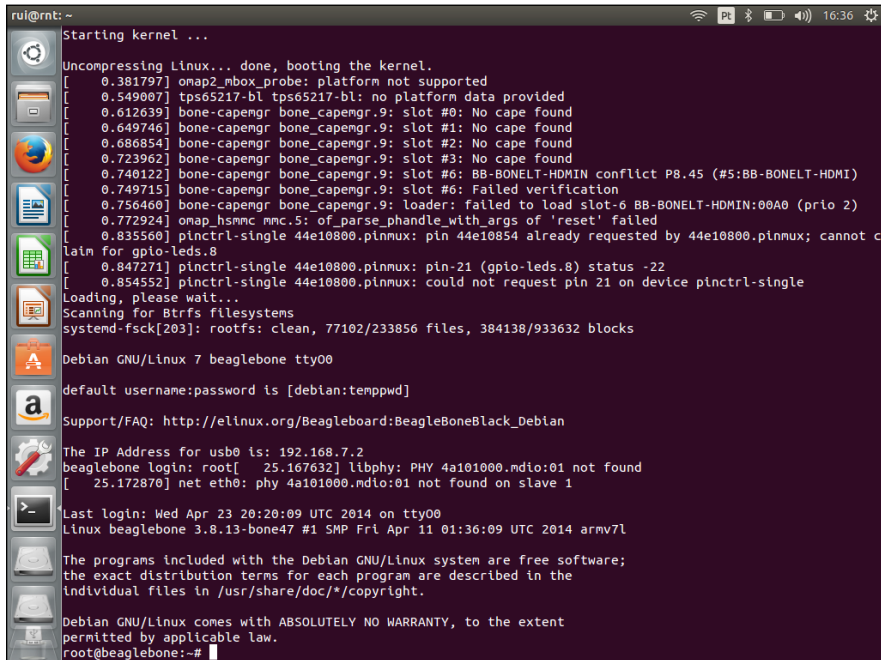 rui@rnt: ~
Pt
16:36
Starting kernel ...
Uncompressing Linux... done, booting the kernel.
[    0.381797] omap2_mbox_probe: platform not supported
[    0.549007] tps65217-bl tps65217-bl: no platform data provided
[    0.612639] bone-capemgr bone_capemgr.9: slot #0: No cape found
[    0.649746] bone-capemgr bone_capemgr.9: slot #1: No cape found
[    0.686854] bone-capemgr bone_capemgr.9: slot #2: No cape found
[    0.723962] bone-capemgr bone_capemgr.9: slot #3: No cape found
[    0.740122] bone-capemgr bone_capemgr.9: slot #6: BB-BONELT-HDMIN conflict P8.45 (#5:BB-BONELT-HDMI)
[    0.749715] bone-capemgr bone_capemgr.9: slot #6: Failed verification
[    0.756460] bone-capemgr bone_capemgr.9: loader: failed to load slot-6 BB-BONELT-HDMIN:00A0 (prio 2)
[    0.772924] omap_hsmmc mmc.5: of_parse_phandle_with_args of 'reset' failed
[    0.835560] pinctrl-single 44e10800.pinmux: pin 44e10854 already requested by 44e10800.pinmux; cannot c
laim for gpio-leds.8
[    0.847271] pinctrl-single 44e10800.pinmux: pin-21 (gpio-leds.8) status -22
[    0.854552] pinctrl-single 44e10800.pinmux: could not request pin 21 on device pinctrl-single
Loading, please wait...
Scanning for Btrfs filesystems
systemd-fsck[203]: rootfs: clean, 77102/233856 files, 384138/933632 blocks
Debian GNU/Linux 7 beaglebone ttyO0
default username:password is [debian:temppwd]
Support/FAQ: http://elinux.org/Beagleboard:BeagleBoneBlack_Debian
The IP Address for usb0 is: 192.168.7.2
beaglebone login: root[   25.167632] libphy: PHY 4a101000.mdio:01 not found
[   25.172870] net eth0: phy 4a101000.mdio:01 not found on slave 1
Last login: Wed Apr 23 20:20:09 UTC 2014 on ttyO0
Linux beaglebone 3.8.13-bone47 #1 SMP Fri Apr 11 01:36:09 UTC 2014 armv7l
The programs included with the Debian GNU/Linux system are free software;
the exact distribution terms for each program are described in the
individual files in /usr/share/doc/*/copyright.
Debian GNU/Linux comes with ABSOLUTELY NO WARRANTY, to the extent
permitted by applicable law.
root@beaglebone:~#